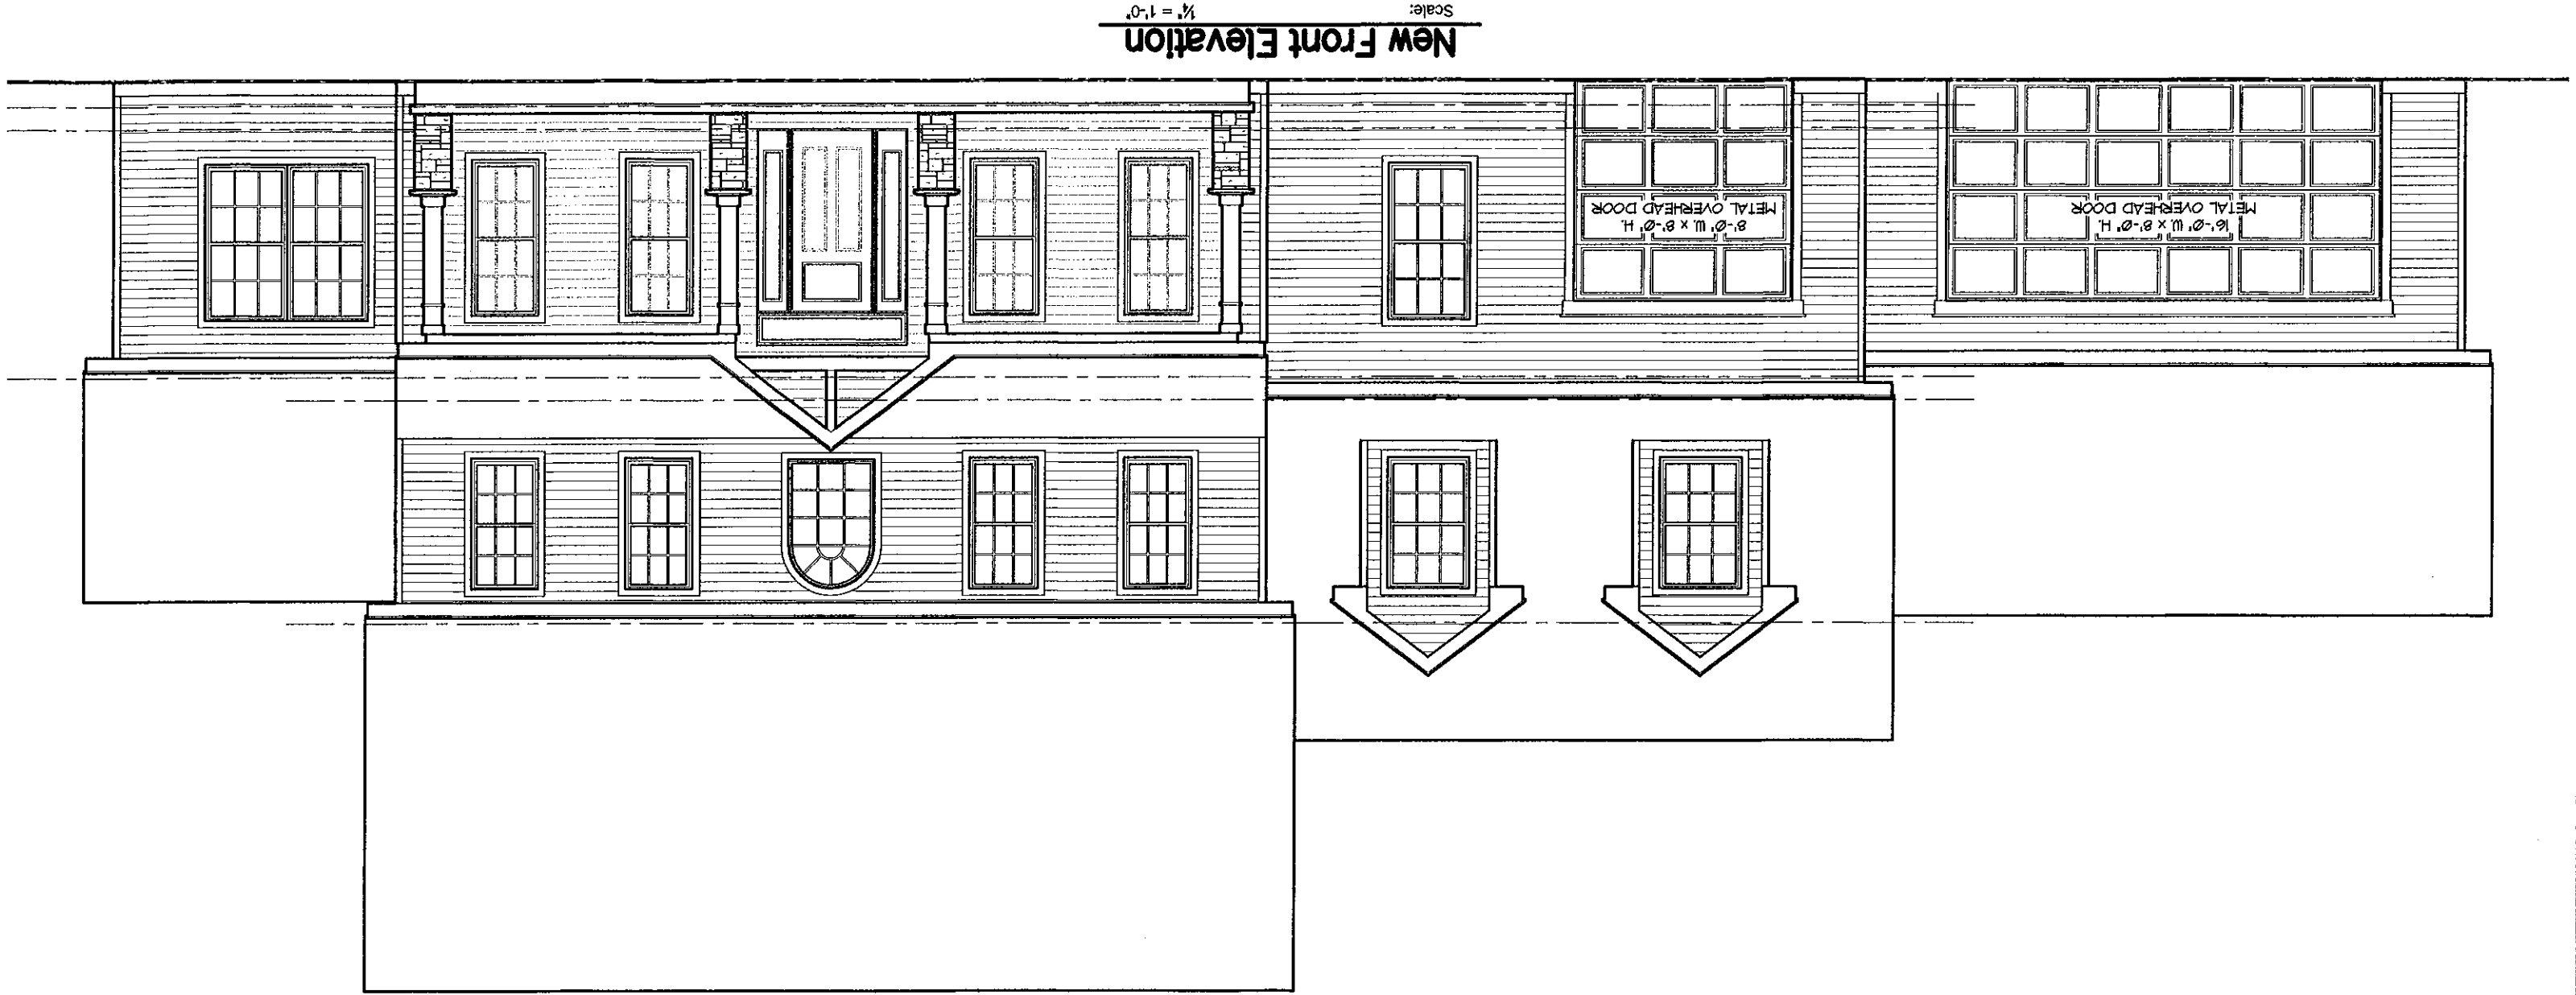 16'-0" W. x 8'-0" H.
METAL OVERHEAD DOOR
8'-0" W. x 8'-0" H.
METAL OVERHEAD DOOR
New Front Elevation
Scale: ¼" = 1'-0"